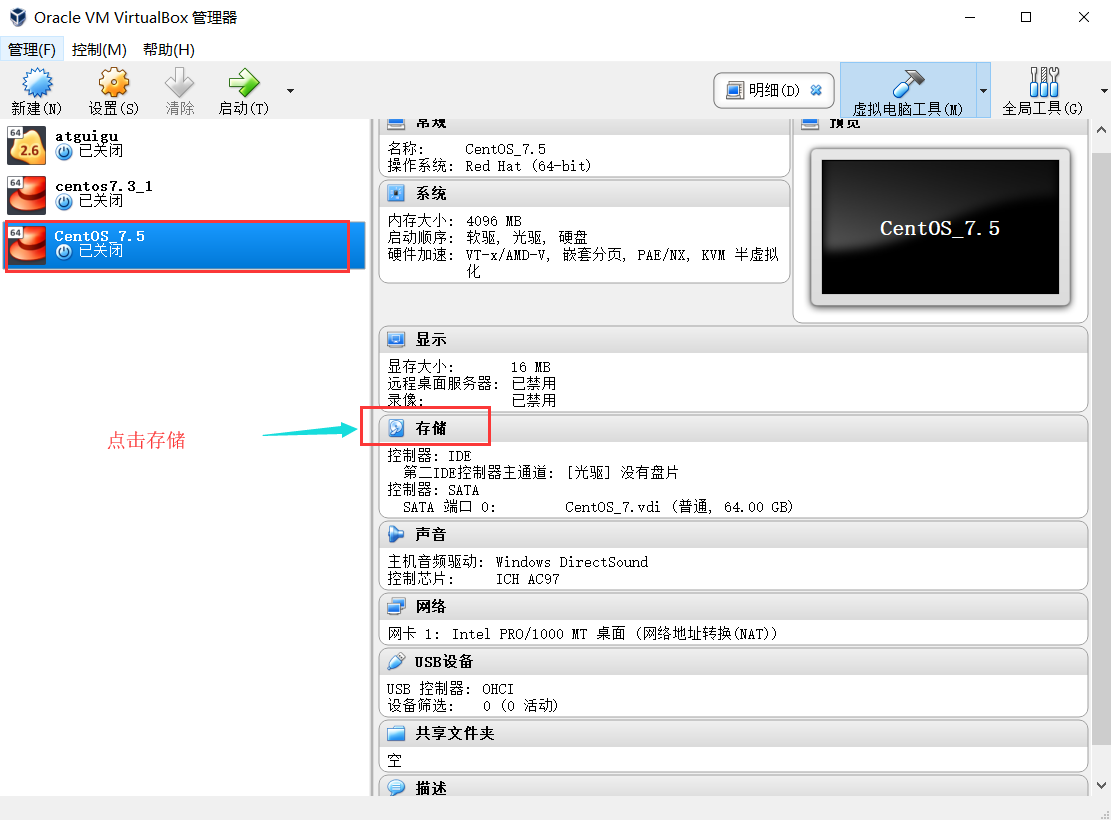 Oracle VM VirtualBox 管理器
管理(F) 控制(M) 帮助(H)
新建(N) 设置(S) 清除 启动(T) 明细(D) 虚拟电脑工具(M) 全局工具(G)
64 atguigu
2.6 已关闭
64 centos7.3_1
已关闭
64 CentOS_7.5
已关闭
常规
名称: CentOS_7.5
操作系统: Red Hat (64-bit)
系统
内存大小: 4096 MB
启动顺序: 软驱, 光驱, 硬盘
硬件加速: VT-x/AMD-V, 嵌套分页, PAE/NX, KVM 半虚拟
化
预览
CentOS_7.5
显示
显存大小: 16 MB
远程桌面服务器: 已禁用
录像: 已禁用
点击存储
存储
控制器: IDE
第二IDE控制器主通道: [光驱] 没有盘片
控制器: SATA
SATA 端口 0: CentOS_7.vdi (普通, 64.00 GB)
声音
主机音频驱动: Windows DirectSound
控制芯片: ICH AC97
网络
网卡 1: Intel PRO/1000 MT 桌面 (网络地址转换(NAT))
USB设备
USB 控制器: OHCI
设备筛选: 0 (0 活动)
共享文件夹
空
描述